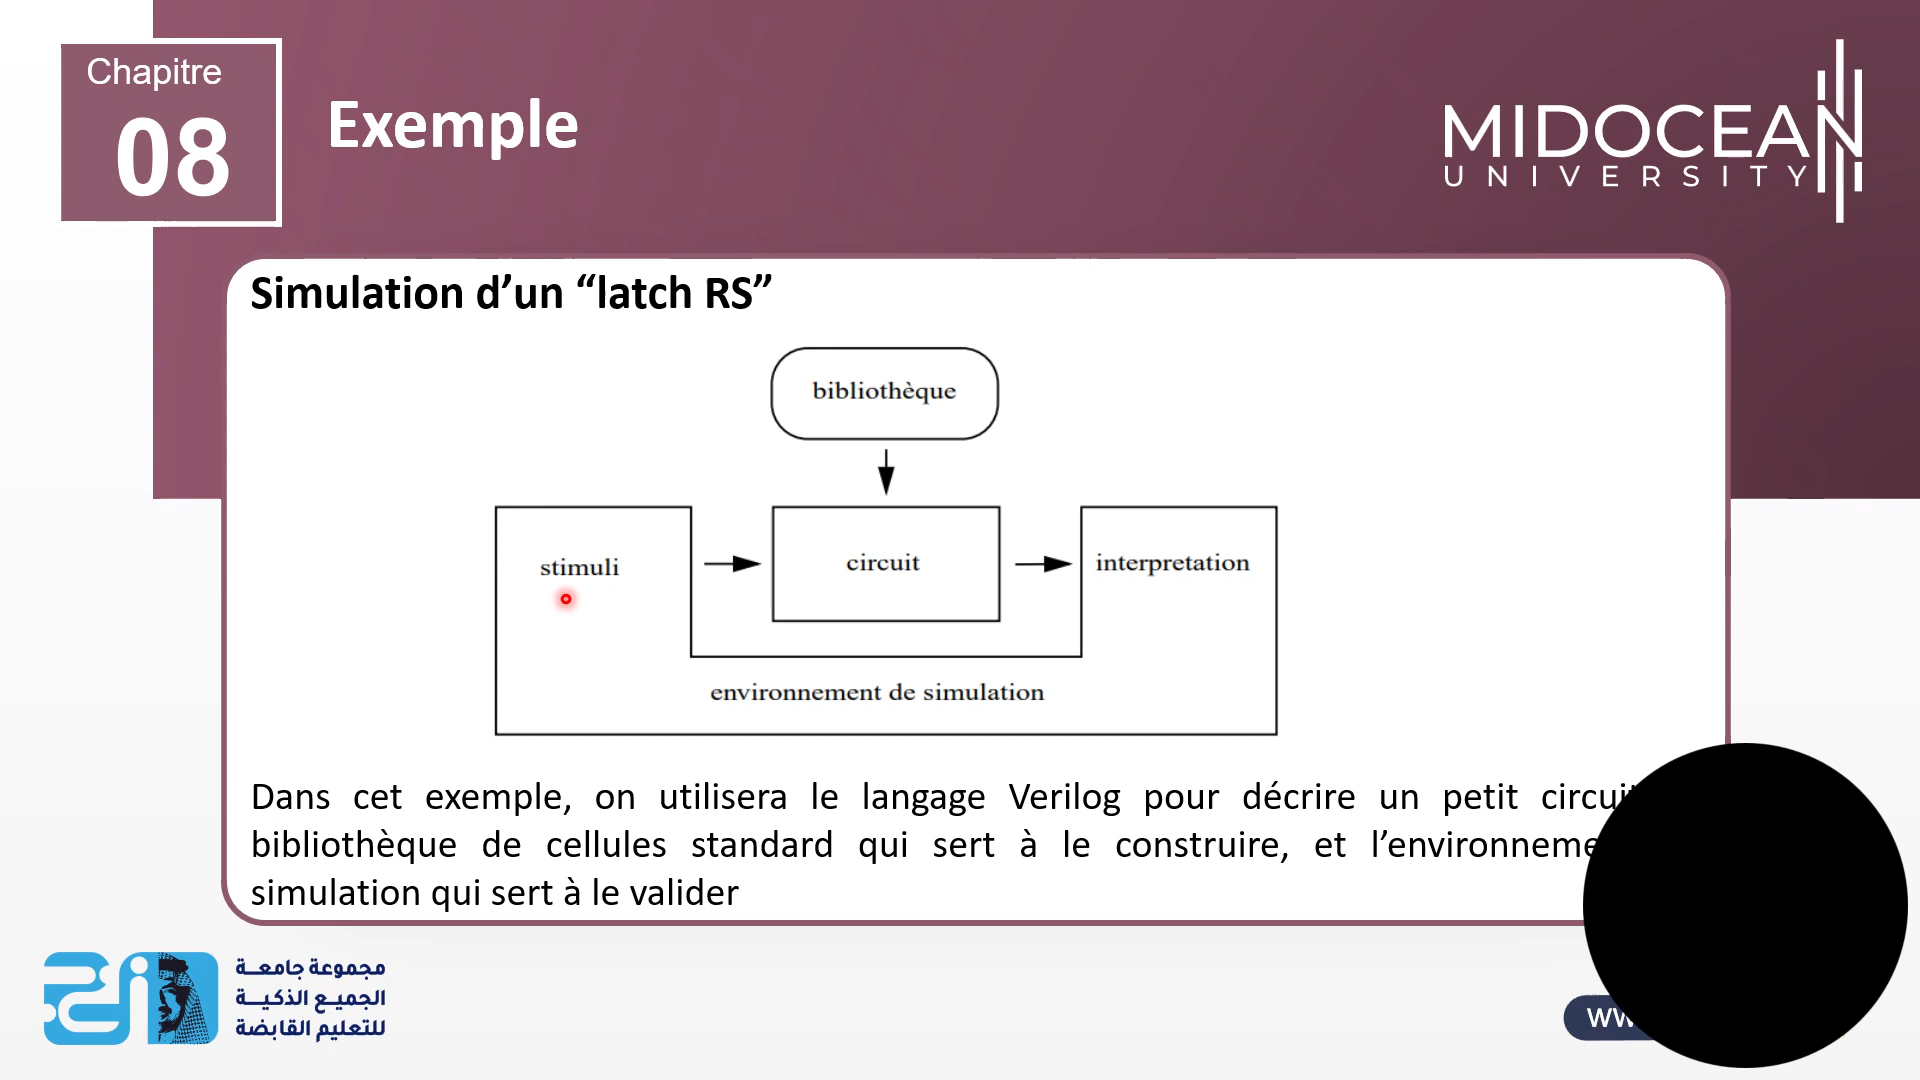 Chapitre
08
Exemple
MIDOCEAN
UNIVERSITY
Simulation d’un “latch RS”
bibliothèque
stimuli
circuit
interpretation
environnement de simulation
Dans cet exemple, on utilisera le langage Verilog pour décrire un petit circuit
bibliothèque de cellules standard qui sert à le construire, et
simulation qui sert à le valider
مجموعة جامعة
الجميع الذكية
للتعليم القابضة